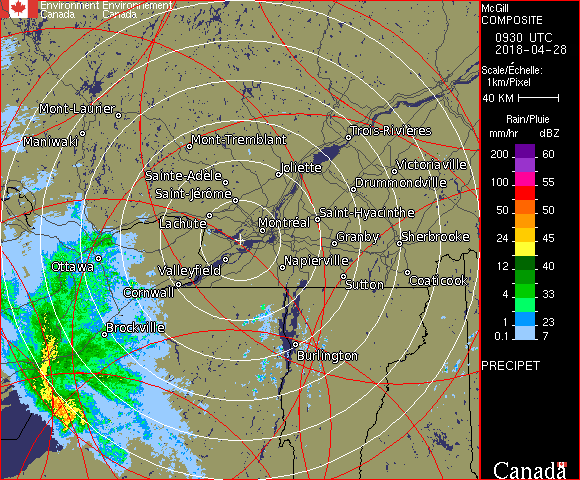 Environment Environnement
Canada Canada
McGill
COMPOSITE
0930 UTC
2018-04-28
Scale/Échelle:
1km/Pixel
40 KM
Rain/Pluie
mm/hr dBZ
200 60
100 55
50 50
24 45
12 40
4 33
1 23
0.1 7
PRECIPET
Canada
Mont-Laurier
Maniwaki
Mont-Tremblant
Trois-Rivières
Sainte-Adèle
Joliette
Victoriaville
Saint-Jérôme
Drummondville
Lachute
Montréal
Saint-Hyacinthe
Granby
Sherbrooke
Ottawa
Valleyfield
Napierville
Cornwall
Sutton
Coaticook
Brockville
Burlington